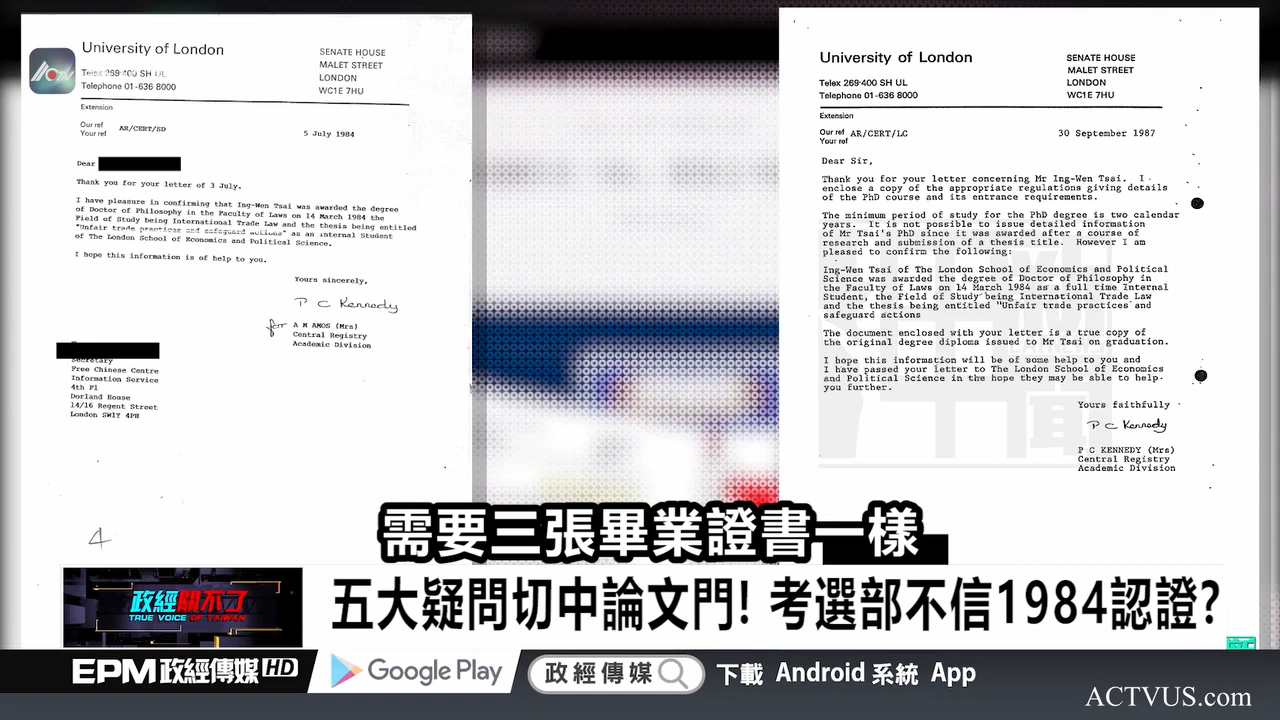 University of London
SENATE HOUSE
MALET STREET
LONDON
WC1E 7HU
Telex 269400 SH UL
Telephone 01-636 8000
Extension
Our ref AR/CERT/SD
Your ref
5 July 1984
Dear
Thank you for your letter of 3 July.
I have pleasure in confirming that Ing-Wen Tsai was awarded the degree
of Doctor of Philosophy in the Faculty of Laws on 14 March 1984 the
Field of Study being International Trade Law and the thesis being entitled
"Unfair trade practices and safeguard actions" as an Internal Student
of The London School of Economics and Political Science.
I hope this information is of help to you.
Yours sincerely,
P C Kennedy
for A M AMOS (Mrs)
Central Registry
Academic Division
Secretary
Free Chinese Centre
Information Service
4th Fl
Dorland House
14/16 Regent Street
London SW1Y 4PH
4
University of London
SENATE HOUSE
MALET STREET
LONDON
WC1E 7HU
Telex 269400 SH UL
Telephone 01-636 8000
Extension
Our ref AR/CERT/LC
Your ref
30 September 1987
Dear Sir,
Thank you for your letter concerning Mr Ing-Wen Tsai. I
enclose a copy of the appropriate regulations giving details
of the PhD course and its entrance requirements.
The minimum period of study for the PhD degree is two calendar
years. It is not possible to issue detailed information
of Mr Tsai's PhD since it was awarded after a course of
research and submission of a thesis title. However I am
pleased to confirm the following:
Ing-Wen Tsai of The London School of Economics and Political
Science was awarded the degree of Doctor of Philosophy in
the Faculty of Laws on 14 March 1984 as a full time Internal
Student, the Field of Study being International Trade Law
and the thesis being entitled "Unfair trade practices and
safeguard actions
The document enclosed with your letter is a true copy of
the original degree diploma issued to Mr Tsai on graduation.
I hope this information will be of some help to you and
I have passed your letter to The London School of Economics
and Political Science in the hope they may be able to help
you further.
Yours faithfully
P C Kennedy
P C KENNEDY (Mrs)
Central Registry
Academic Division
需要三張畢業證書一樣
政經關不了
TRUE VOICE OF TAIWAN
五大疑問切中論文門! 考選部不信1984認證?
EPM 政經傳媒 HD
Google Play
政經傳媒
下載 Android 系統 App
ACTVUS.com